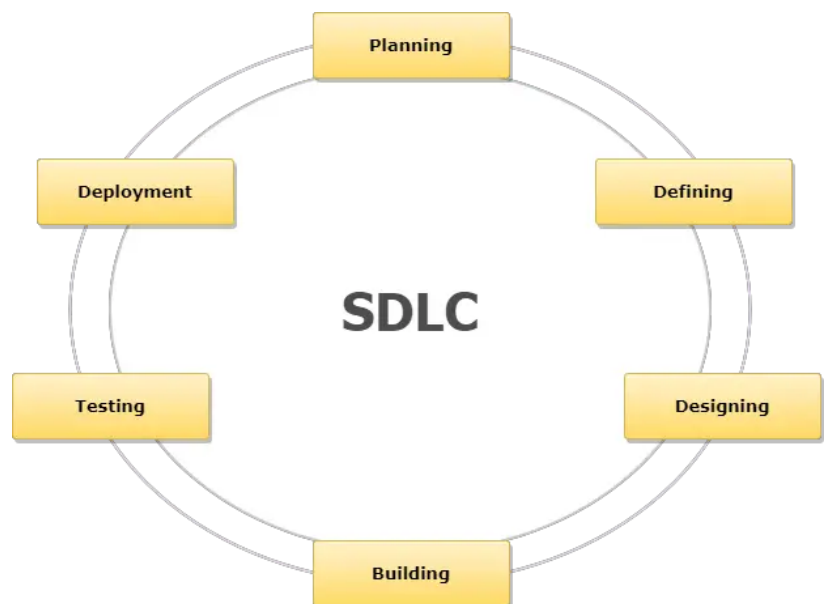 Planning
Deployment
Defining
SDLC
Testing
Designing
Building